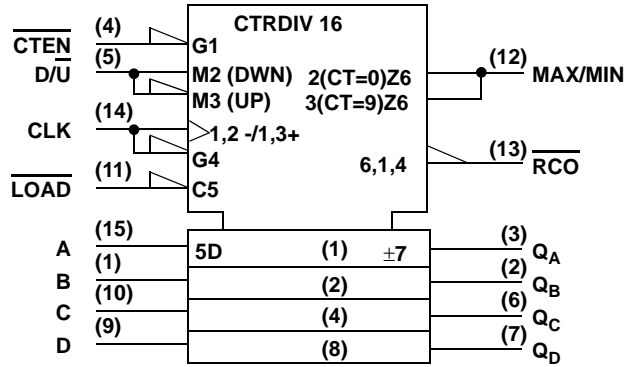 CTRDIV 16
(4)
CTEN
G1
(5)
D/U
M2 (DWN)
2(CT=0)Z6
(12)
MAX/MIN
M3 (UP)
3(CT=9)Z6
(14)
CLK
1,2 -/1,3+
G4
6,1,4
(13)
RCO
(11)
LOAD
C5
(15)
A
5D
(1)
±7
(3)
QA
(1)
B
(2)
(2)
QB
(10)
C
(4)
(6)
QC
(9)
D
(8)
(7)
QD